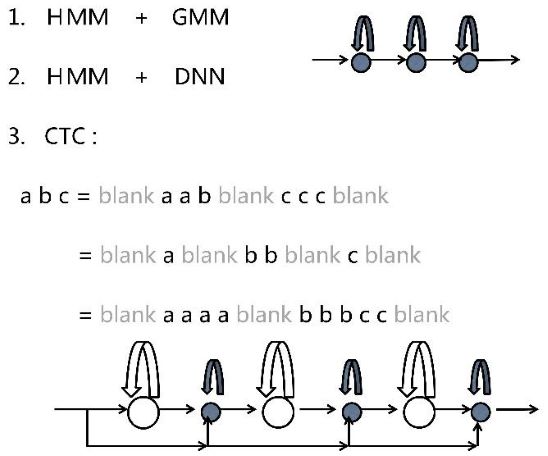 1. HMM + GMM
2. HMM + DNN
3. CTC:
a b c = blank a a b blank c c c blank
= blank a blank b b blank c blank
= blank a a a a blank b b b c c blank